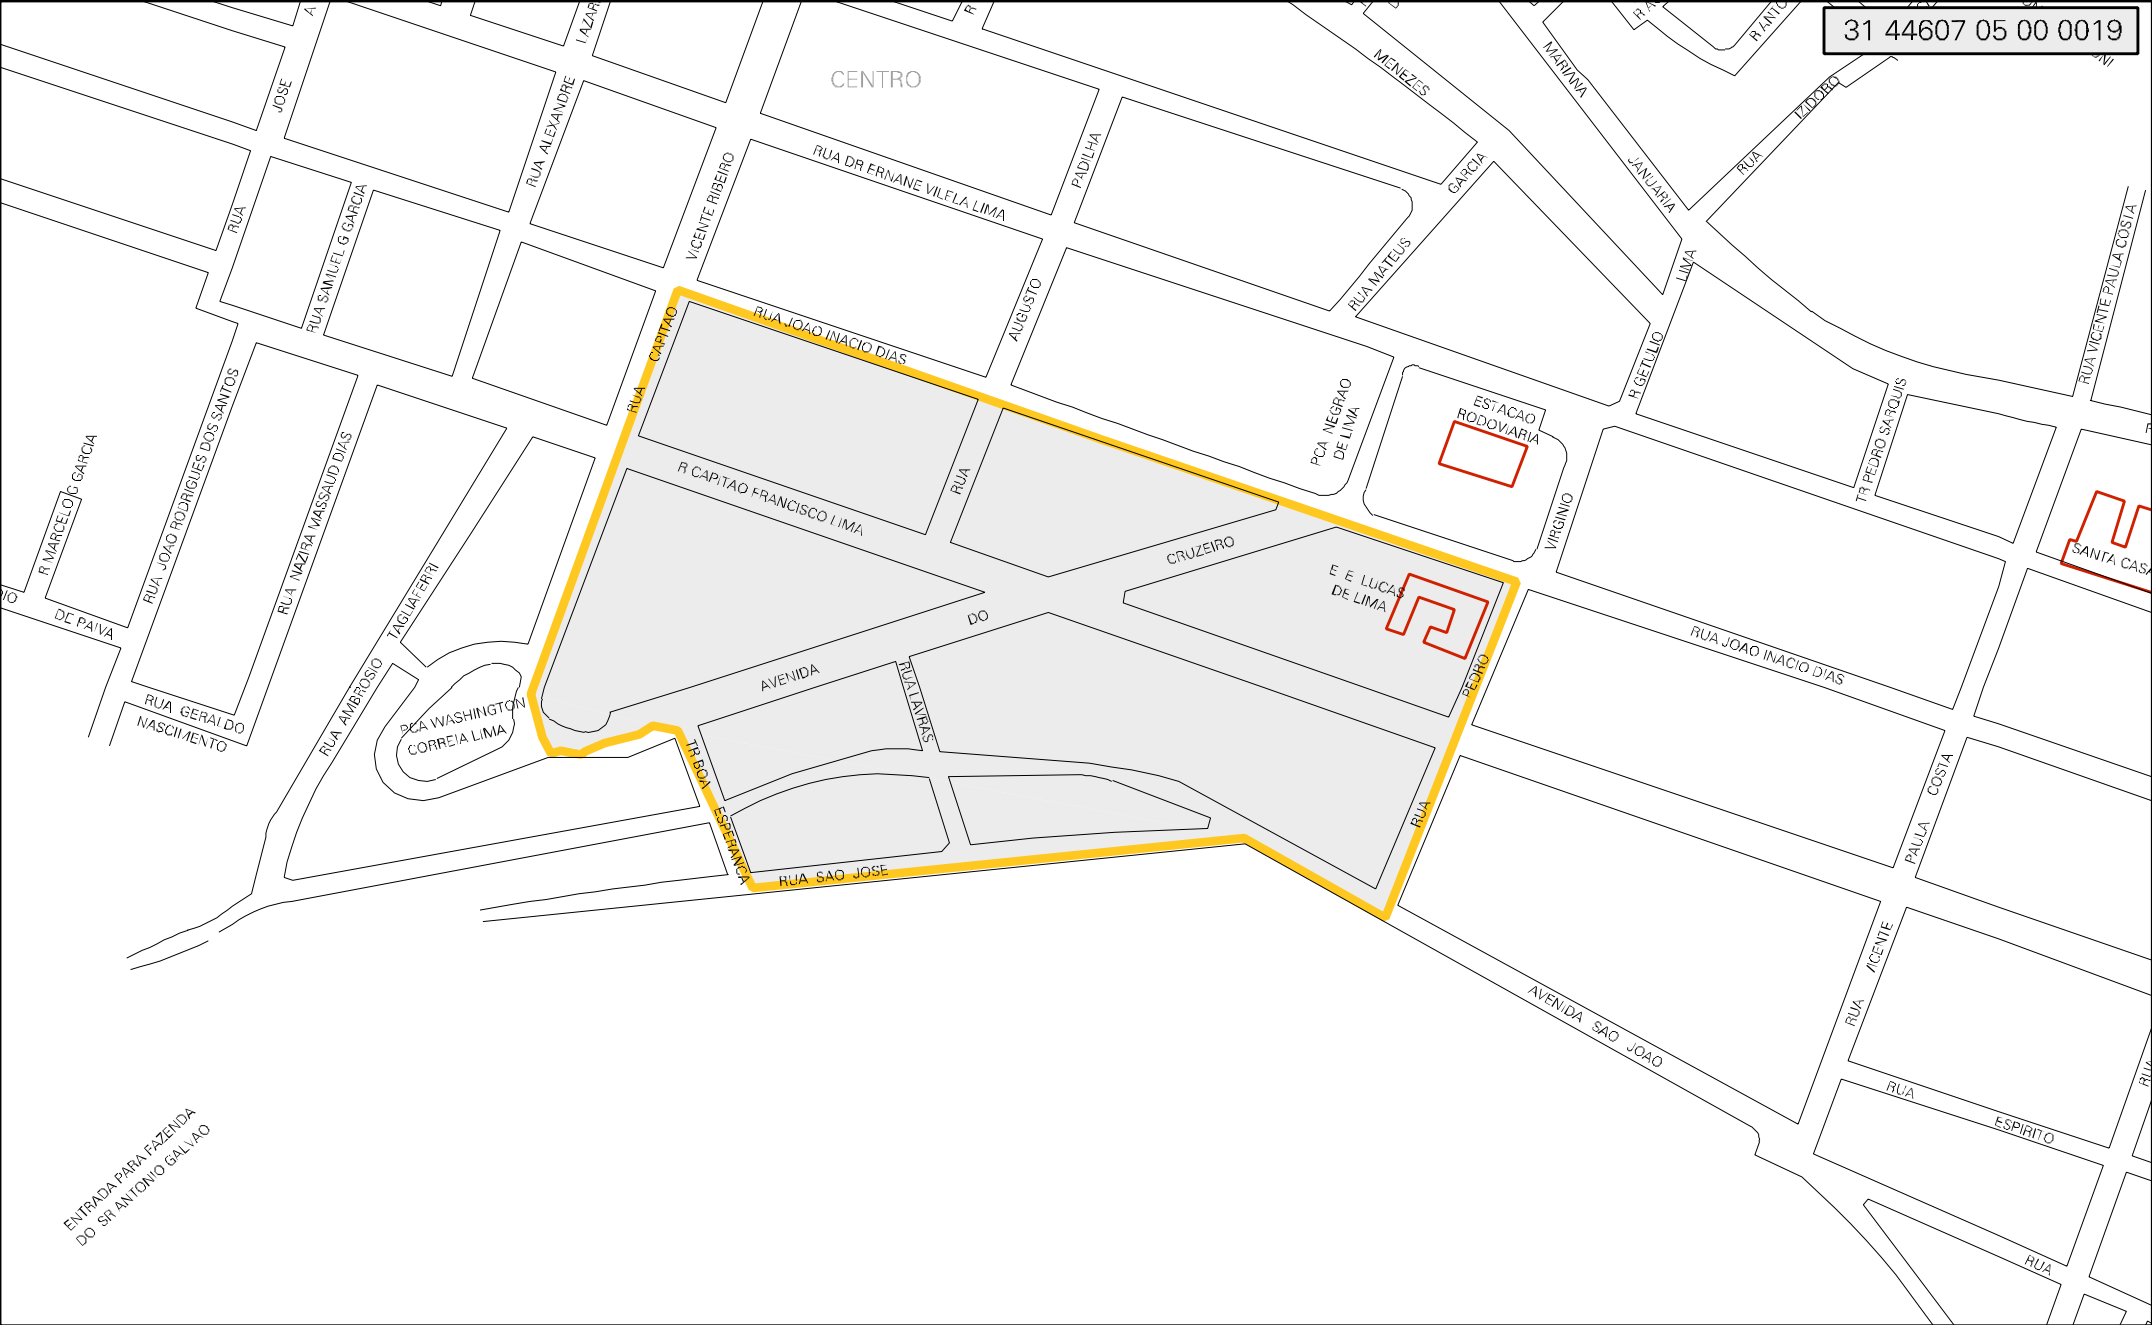 31 44607 05 00 0019
CENTRO
MENEZES
MARIANA
IZIDORO
RUA
JANUARIA
JOSE
RUA
RUA ALEXANDRE
RUA SAMUEL G GARCIA
VICENTE RIBEIRO
RUA DR ERNANE VILELA LIMA
PADILHA
GARCIA
RUA MATEUS
LIMA
R GETULIO
RUA VICENTE PAULA COSTA
CAPITAO
RUA
RUA JOAO INACIO DIAS
AUGUSTO
PCA NEGRAO
DE LIMA
ESTACAO
RODOVIARIA
TR PEDRO SARQUIS
VIRGINIO
SANTA CASA
R MARCELO G GARCIA
RUA JOAO RODRIGUES DOS SANTOS
RUA NAZIRA MASSAUD DIAS
R CAPITAO FRANCISCO LIMA
RUA
CRUZEIRO
DO
AVENIDA
E E LUCAS
DE LIMA
PEDRO
RUA
RUA JOAO INACIO DIAS
DE PAIVA
TAGLIAFERRI
RUA AMBROSIO
RUA GERALDO
NASCIMENTO
PCA WASHINGTON
CORREIA LIMA
RUA LAVRAS
TR BOA
ESPERANCA
RUA SAO JOSE
COSTA
PAULA
VICENTE
RUA
AVENIDA SAO JOAO
RUA
ESPIRITO
RUA
RUA
ENTRADA PARA FAZENDA
DO SR ANTONIO GALVAO